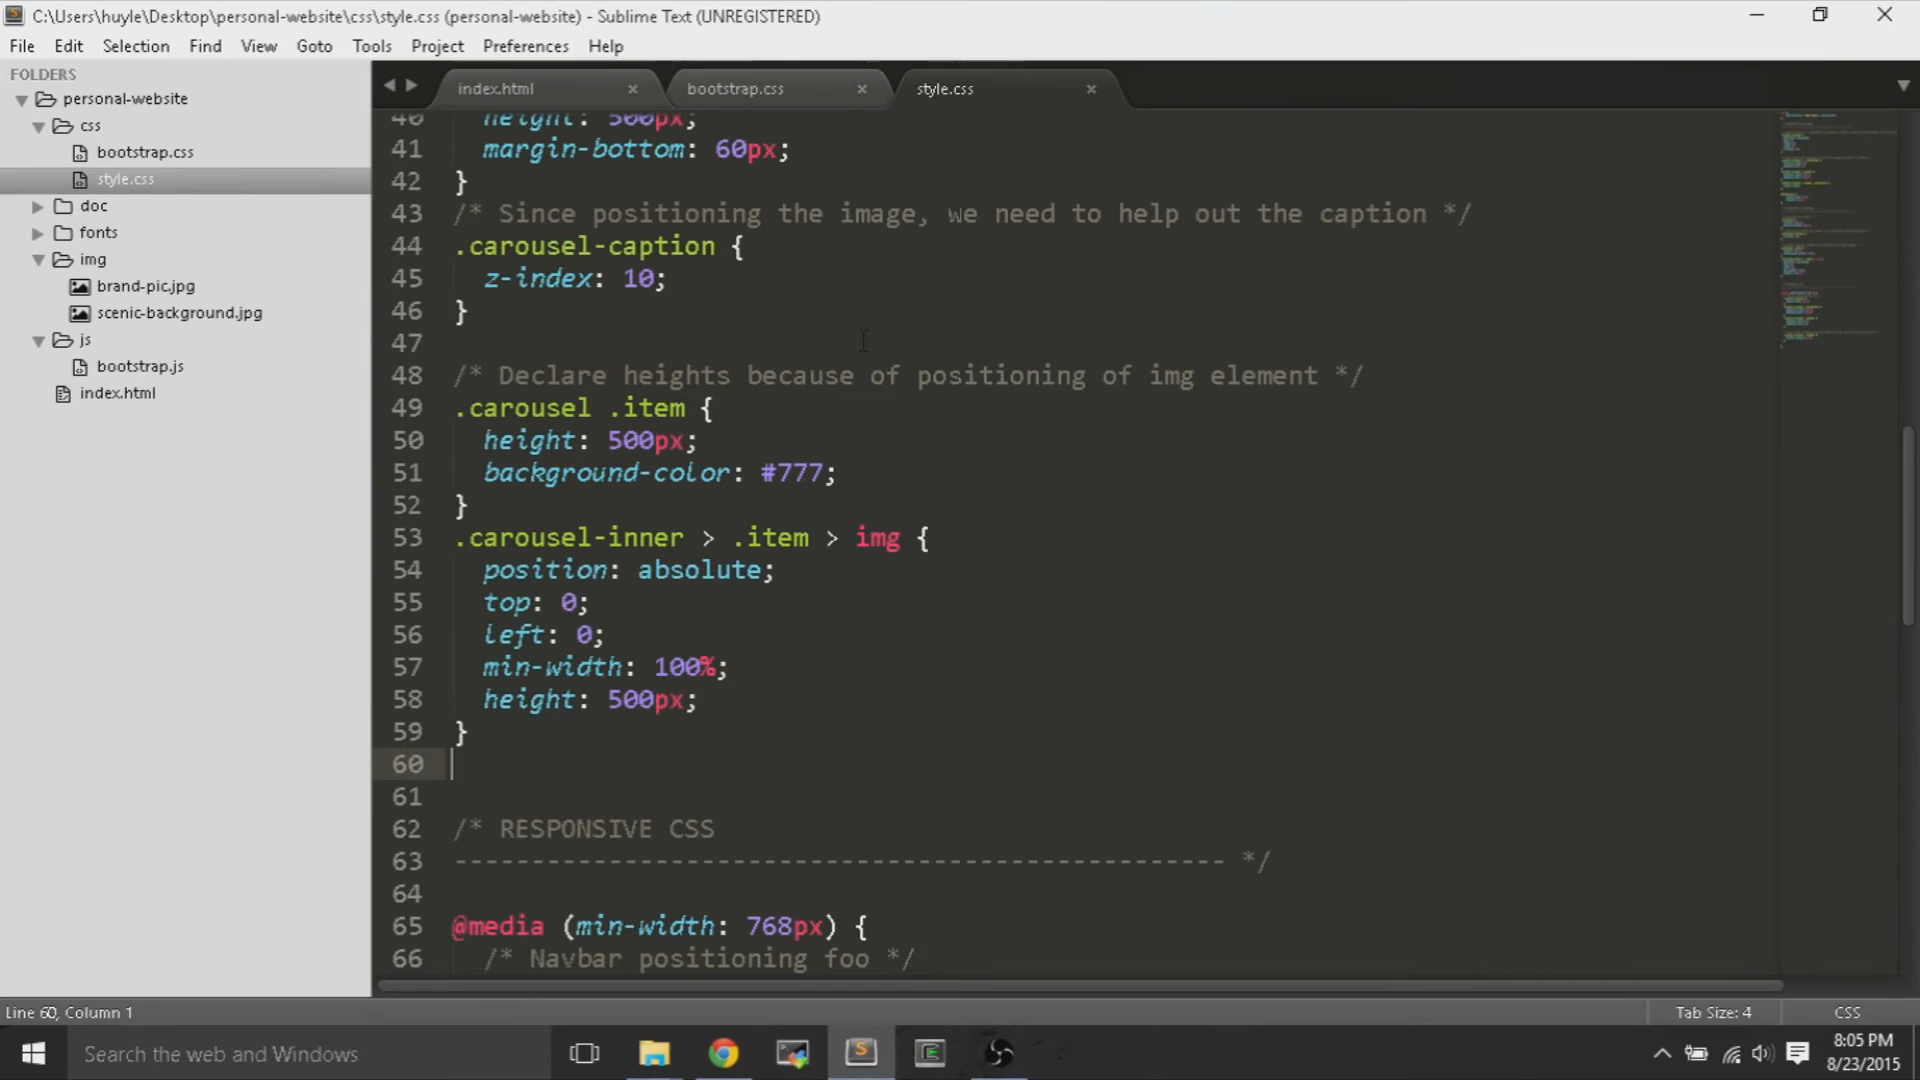 C:\Users\huyle\Desktop\personal-website\css\style.css (personal-website) - Sublime Text (UNREGISTERED)
File Edit Selection Find View Goto Tools Project Preferences Help
FOLDERS
personal-website
css
bootstrap.css
style.css
doc
fonts
img
brand-pic.jpg
scenic-background.jpg
js
bootstrap.js
index.html
index.html bootstrap.css style.css
40 height: 500px;
41 margin-bottom: 60px;
42 }
43 /* Since positioning the image, we need to help out the caption */
44 .carousel-caption {
45 z-index: 10;
46 }
47
48 /* Declare heights because of positioning of img element */
49 .carousel .item {
50 height: 500px;
51 background-color: #777;
52 }
53 .carousel-inner > .item > img {
54 position: absolute;
55 top: 0;
56 left: 0;
57 min-width: 100%;
58 height: 500px;
59 }
60
61
62 /* RESPONSIVE CSS
63 -------------------------------------------------- */
64
65 @media (min-width: 768px) {
66 /* Navbar positioning foo */
Line 60, Column 1 Tab Size: 4 CSS
Search the web and Windows
8:05 PM
8/23/2015